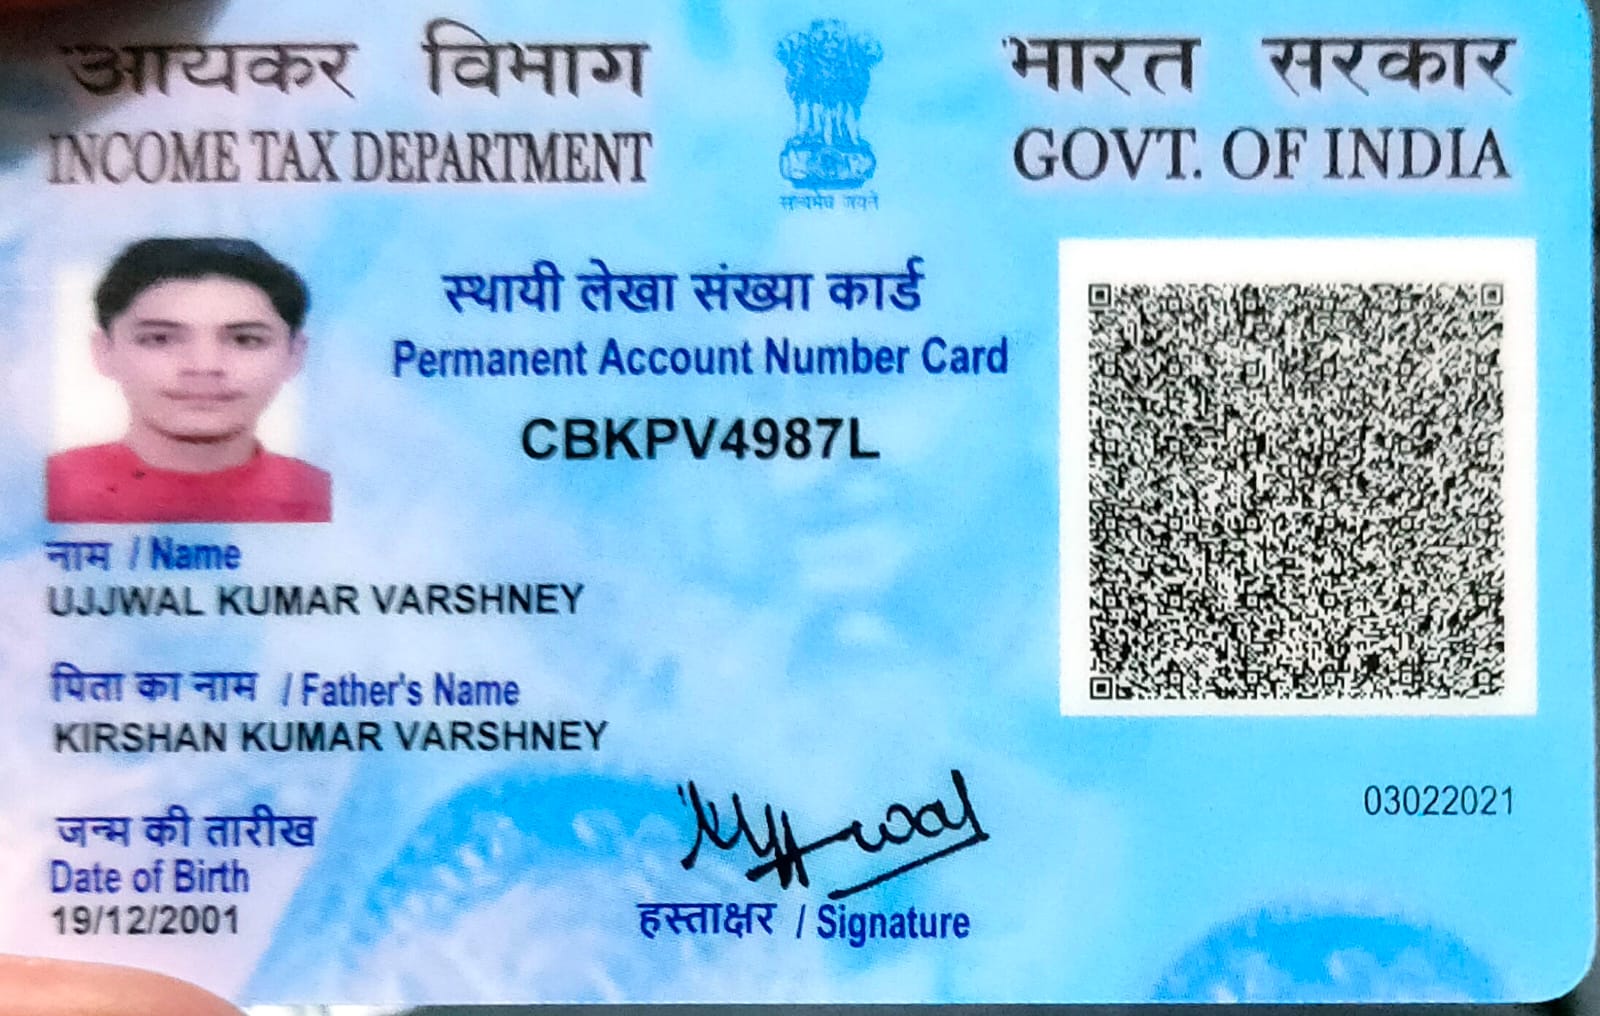 आयकर विभाग
INCOME TAX DEPARTMENT
सत्यमेव जयते
भारत सरकार
GOVT. OF INDIA
स्थायी लेखा संख्या कार्ड
Permanent Account Number Card
CBKPV4987L
नाम / Name
UJJWAL KUMAR VARSHNEY
पिता का नाम / Father's Name
KIRSHAN KUMAR VARSHNEY
जन्म की तारीख
Date of Birth
19/12/2001
हस्ताक्षर / Signature
03022021